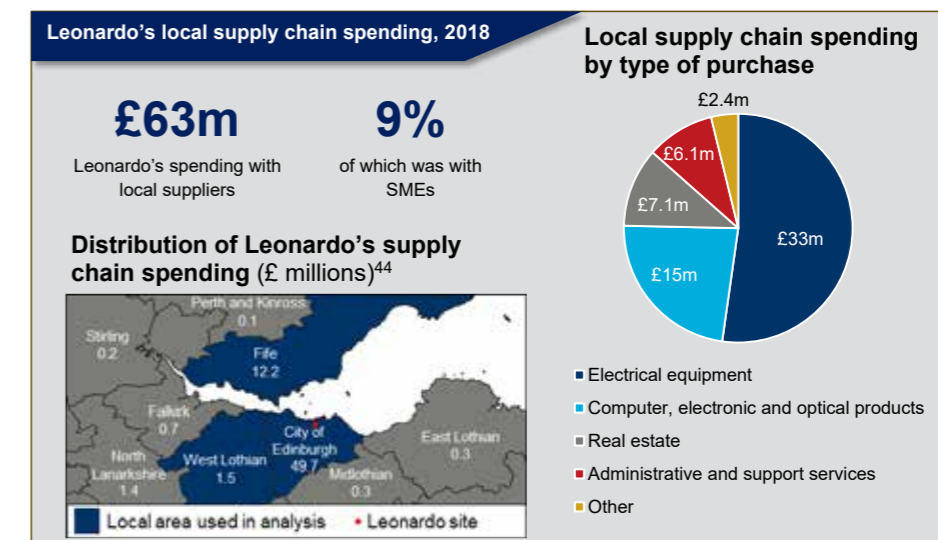 Leonardo's local supply chain spending, 2018
£63m
Leonardo's spending with
local suppliers
9%
of which was with
SMEs
Distribution of Leonardo's supply
chain spending (£ millions)44
Perth and Kinross
0.1
Stirling
0.2
Fife
12.2
Falkirk
0.7
City of
Edinburgh
49.7
East Lothian
0.3
North
Lanarkshire
1.4
West Lothian
1.5
Midlothian
0.3
Local area used in analysis
Leonardo site
Local supply chain spending
by type of purchase
£2.4m
£6.1m
£7.1m
£15m
£33m
Electrical equipment
Computer, electronic and optical products
Real estate
Administrative and support services
Other